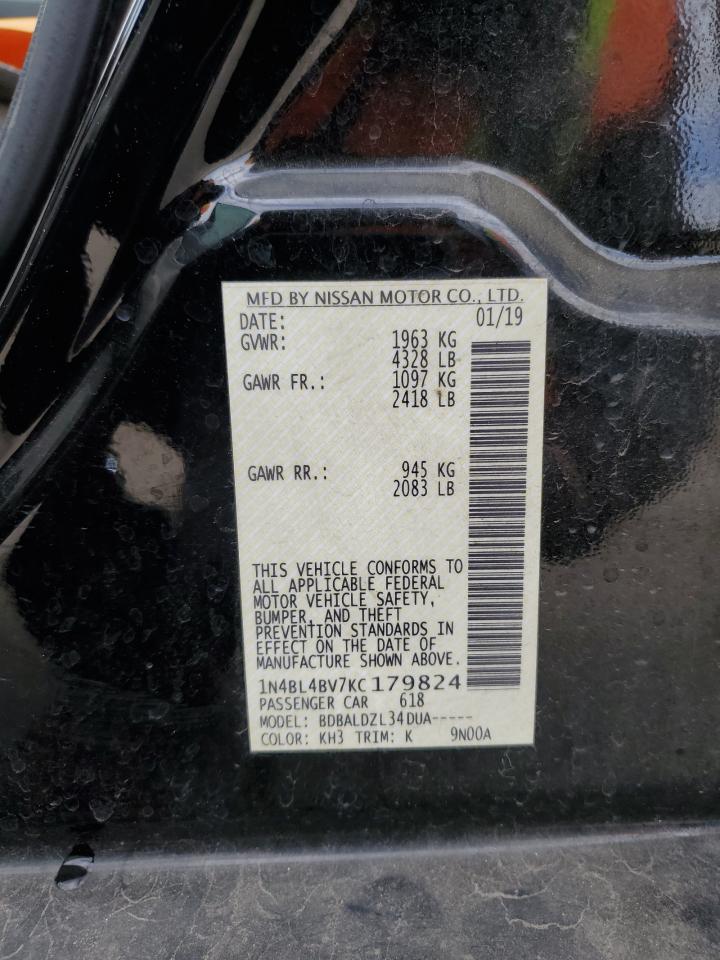 MFD BY NISSAN MOTOR CO., LTD.
DATE: 01/19
GVWR: 1963 KG
4328 LB
GAWR FR.: 1097 KG
2418 LB
GAWR RR.: 945 KG
2083 LB
THIS VEHICLE CONFORMS TO
ALL APPLICABLE FEDERAL
MOTOR VEHICLE SAFETY,
BUMPER, AND THEFT
PREVENTION STANDARDS IN
EFFECT ON THE DATE OF
MANUFACTURE SHOWN ABOVE.
1N4BL4BV7KC179824
PASSENGER CAR 618
MODEL: BDBALDZL34DUA-----
COLOR: KH3 TRIM: K 9N00A